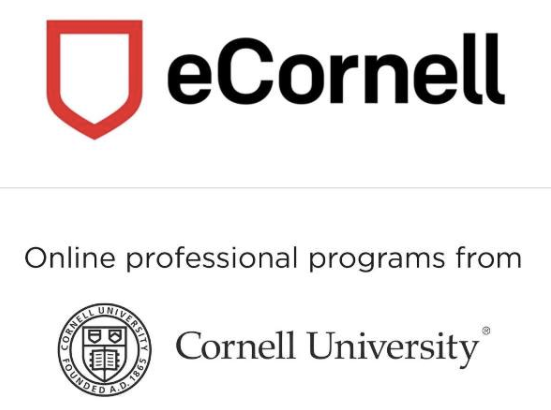 eCornell
Online professional programs from
CORNELL UNIVERSITY
FOUNDED A.D. 1865
Cornell University®